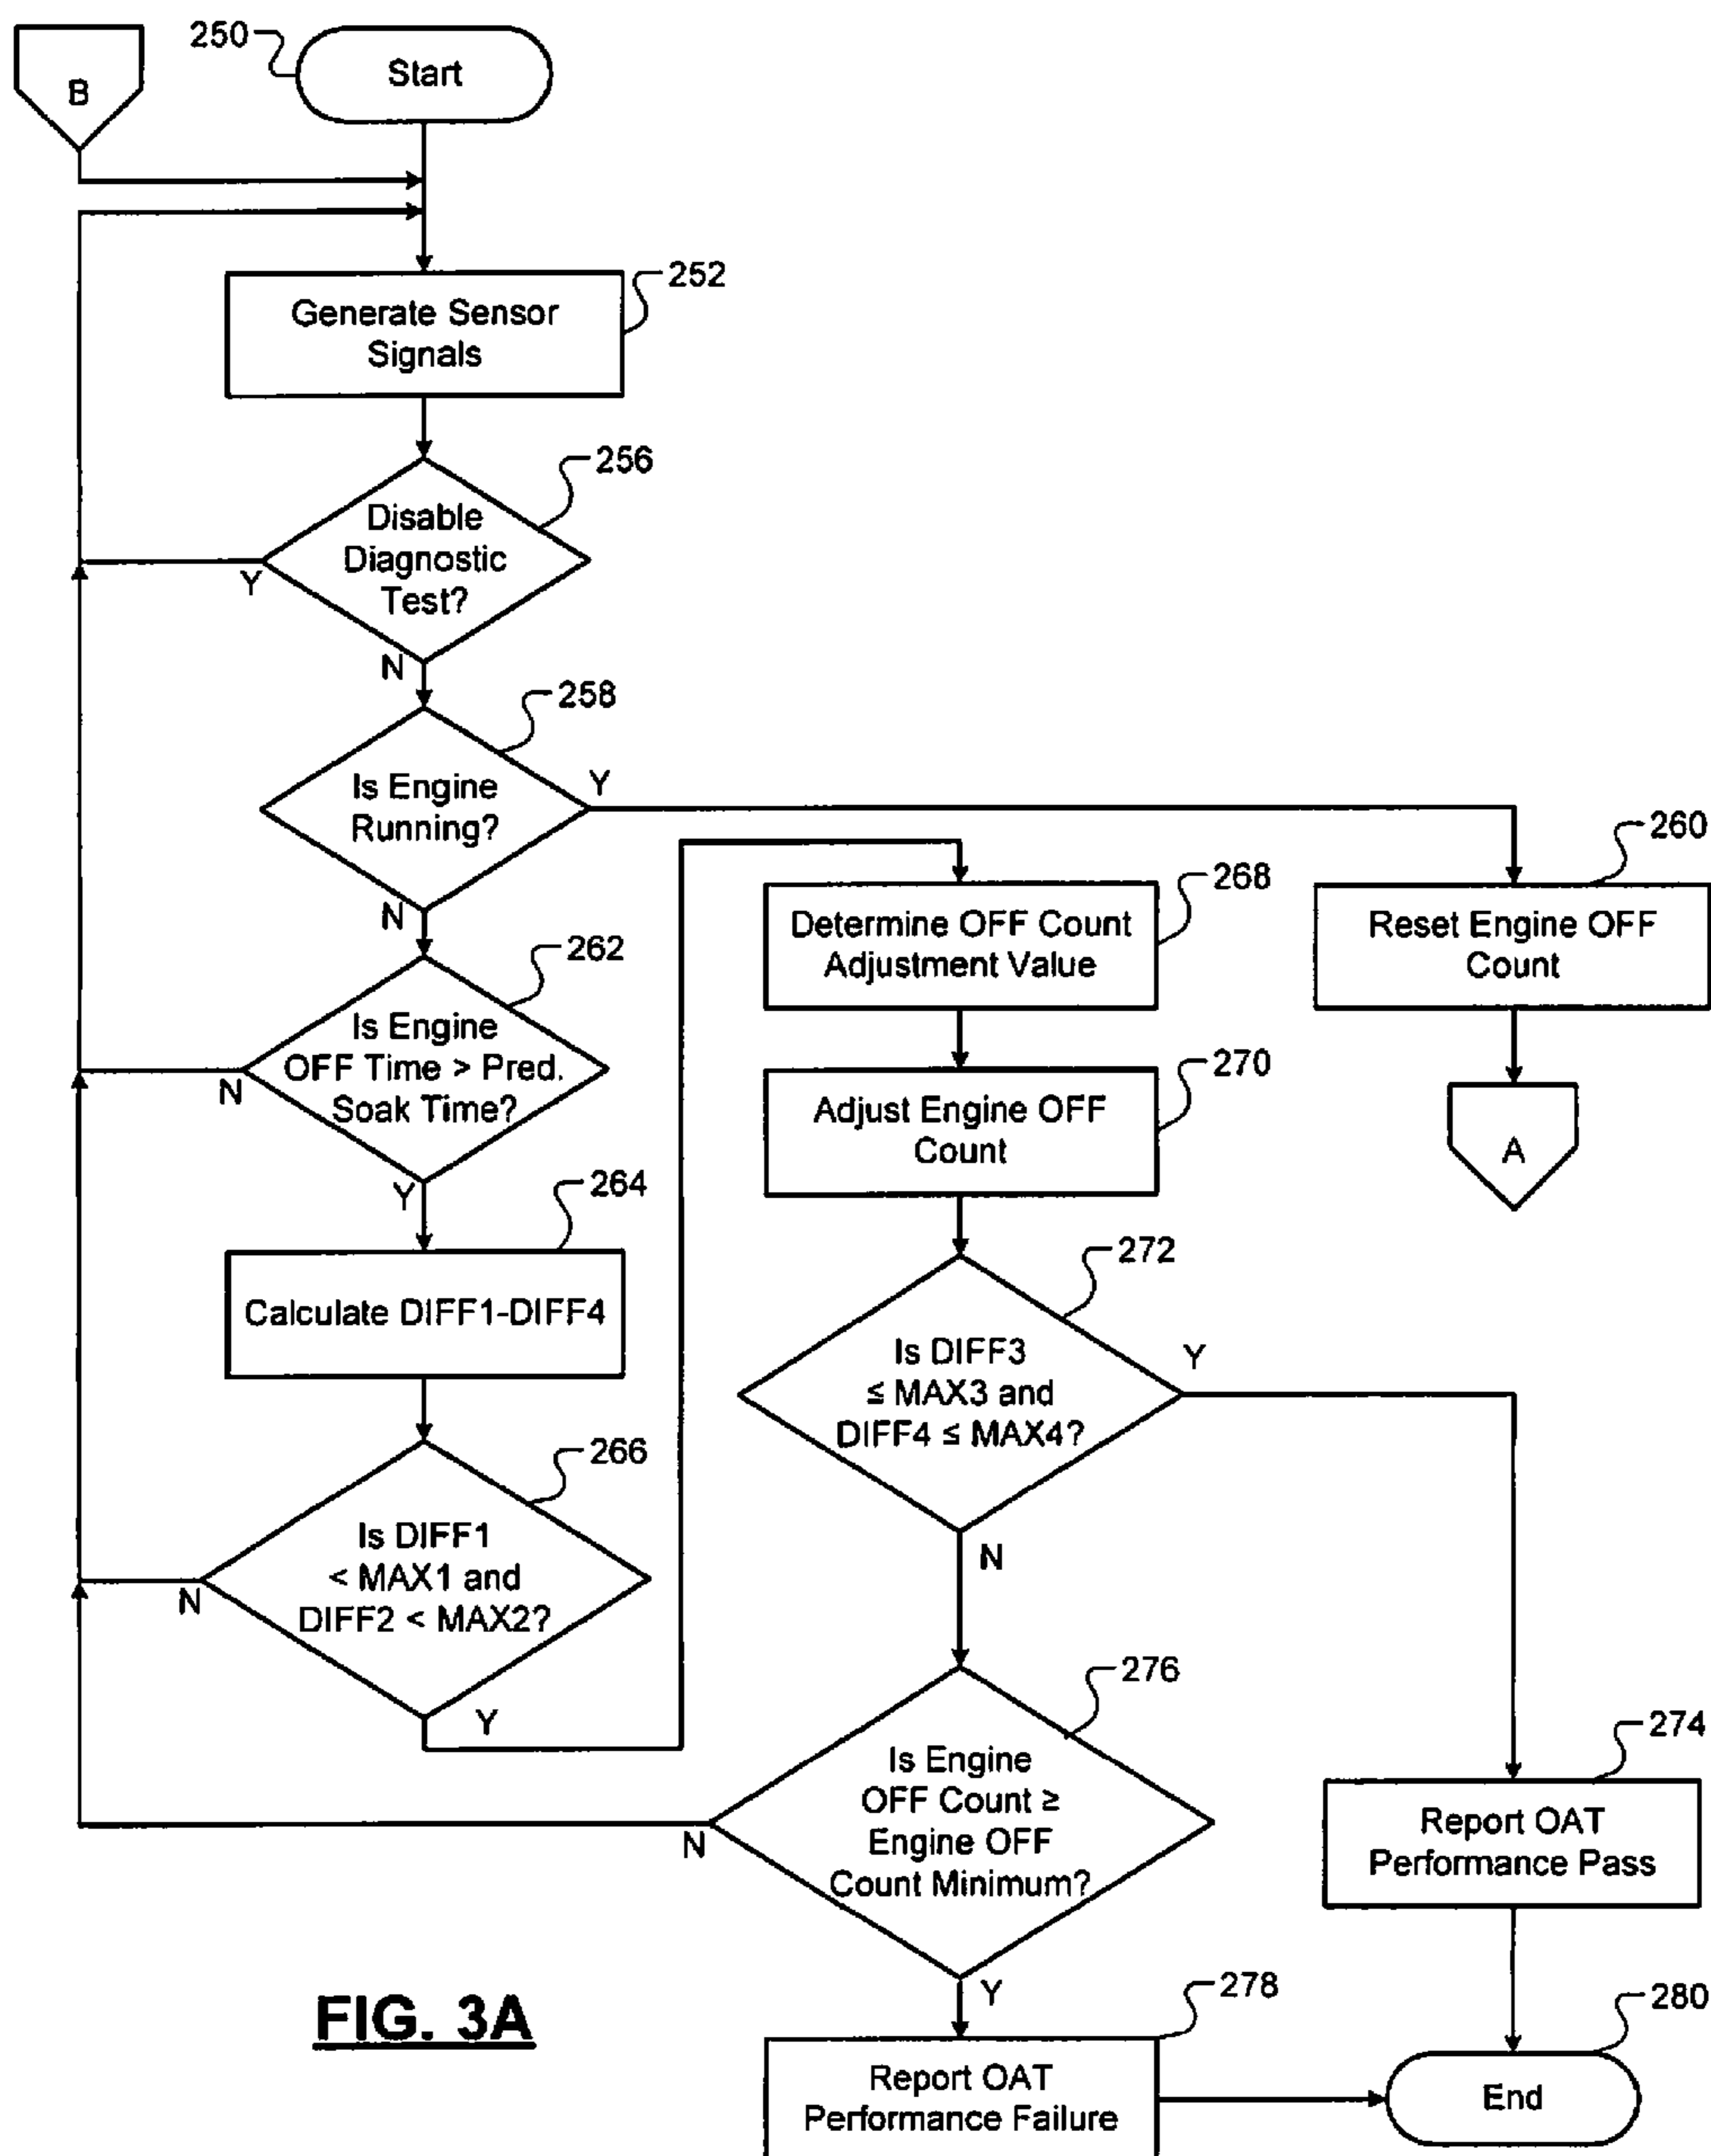 B
250
Start
252
Generate Sensor
Signals
256
Disable
Diagnostic
Test?
Y
N
258
Is Engine
Running?
Y
N
260
Reset Engine OFF
Count
A
262
Is Engine
OFF Time > Pred.
Soak Time?
N
Y
264
Calculate DIFF1-DIFF4
266
Is DIFF1
< MAX1 and
DIFF2 < MAX2?
N
Y
268
Determine OFF Count
Adjustment Value
270
Adjust Engine OFF
Count
272
Is DIFF3
≤ MAX3 and
DIFF4 ≤ MAX4?
Y
N
274
Report OAT
Performance Pass
276
Is Engine
OFF Count ≥
Engine OFF
Count Minimum?
N
Y
278
Report OAT
Performance Failure
280
End
FIG. 3A